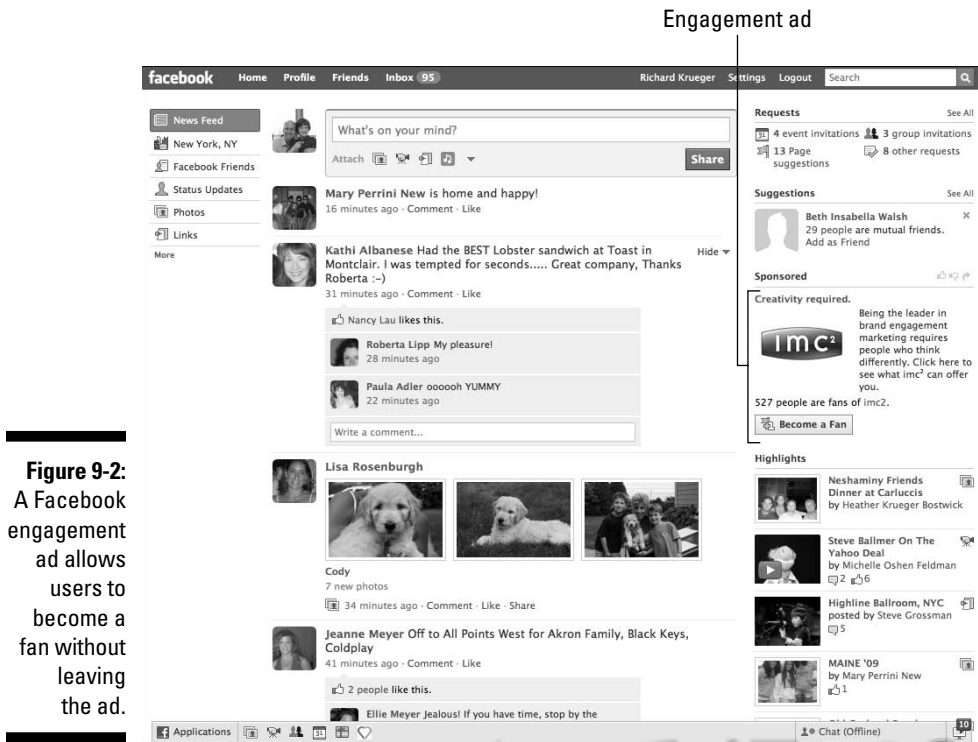 Engagement ad
facebook Home Profile Friends Inbox 95 Richard Krueger Settings Logout Search
News Feed
New York, NY
Facebook Friends
Status Updates
Photos
Links
More
What's on your mind?
Attach
Share
Mary Perrini New is home and happy!
16 minutes ago · Comment · Like
Kathi Albanese Had the BEST Lobster sandwich at Toast in
Montclair. I was tempted for seconds..... Great company, Thanks
Roberta :-)
Hide
31 minutes ago · Comment · Like
Nancy Lau likes this.
Roberta Lipp My pleasure!
28 minutes ago
Paula Adler oooooh YUMMY
22 minutes ago
Write a comment...
Lisa Rosenburgh
Cody
7 new photos
34 minutes ago · Comment · Like · Share
Jeanne Meyer Off to All Points West for Akron Family, Black Keys,
Coldplay
41 minutes ago · Comment · Like
2 people like this.
Ellie Meyer Jealous! If you have time, stop by the
Requests See All
31 4 event invitations 3 group invitations
13 Page
suggestions
8 other requests
Suggestions See All
Beth Insabella Walsh
29 people are mutual friends.
Add as Friend
Sponsored
Creativity required.
imc²
Being the leader in
brand engagement
marketing requires
people who think
differently. Click here to
see what imc² can offer
you.
527 people are fans of imc2.
Become a Fan
Highlights
Neshaminy Friends
Dinner at Carluccis
by Heather Krueger Bostwick
Steve Ballmer On The
Yahoo Deal
by Michelle Oshen Feldman
2 6
Highline Ballroom, NYC
posted by Steve Grossman
5
MAINE '09
by Mary Perrini New
1
Applications 31 Chat (Offline) 10
Figure 9-2:
A Facebook
engagement
ad allows
users to
become a
fan without
leaving
the ad.